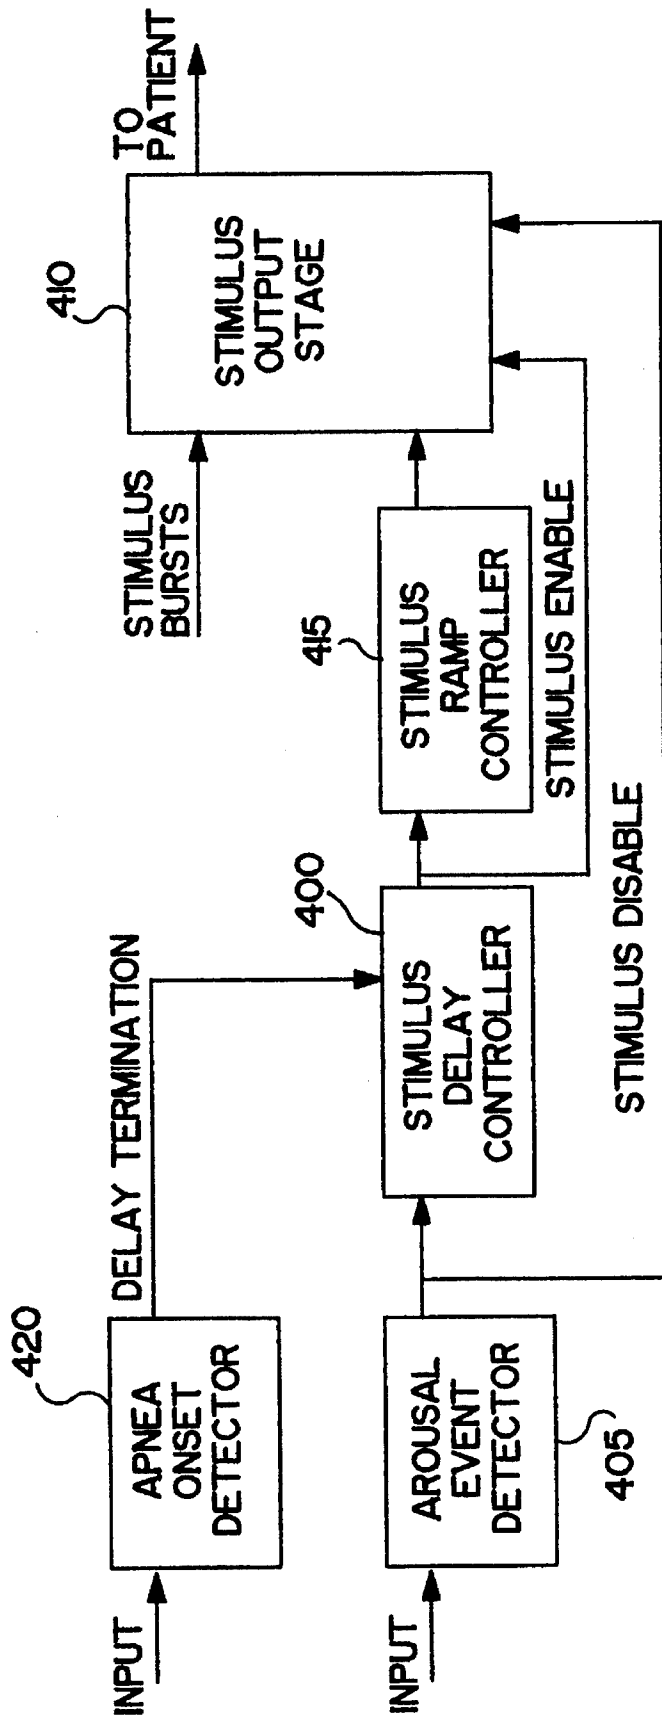 INPUT
420
APNEA
ONSET
DETECTOR
DELAY TERMINATION
INPUT
AROUSAL
EVENT
DETECTOR
405
400
STIMULUS
DELAY
CONTROLLER
415
STIMULUS
RAMP
CONTROLLER
STIMULUS ENABLE
STIMULUS DISABLE
STIMULUS
BURSTS
410
STIMULUS
OUTPUT
STAGE
TO
PATIENT